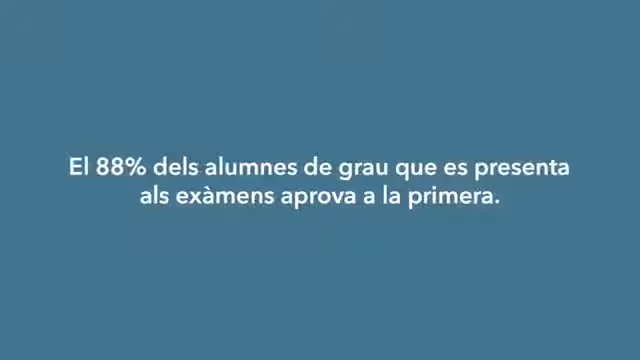 El 88% dels alumnes de grau que es presenta
als exàmens aprova a la primera.